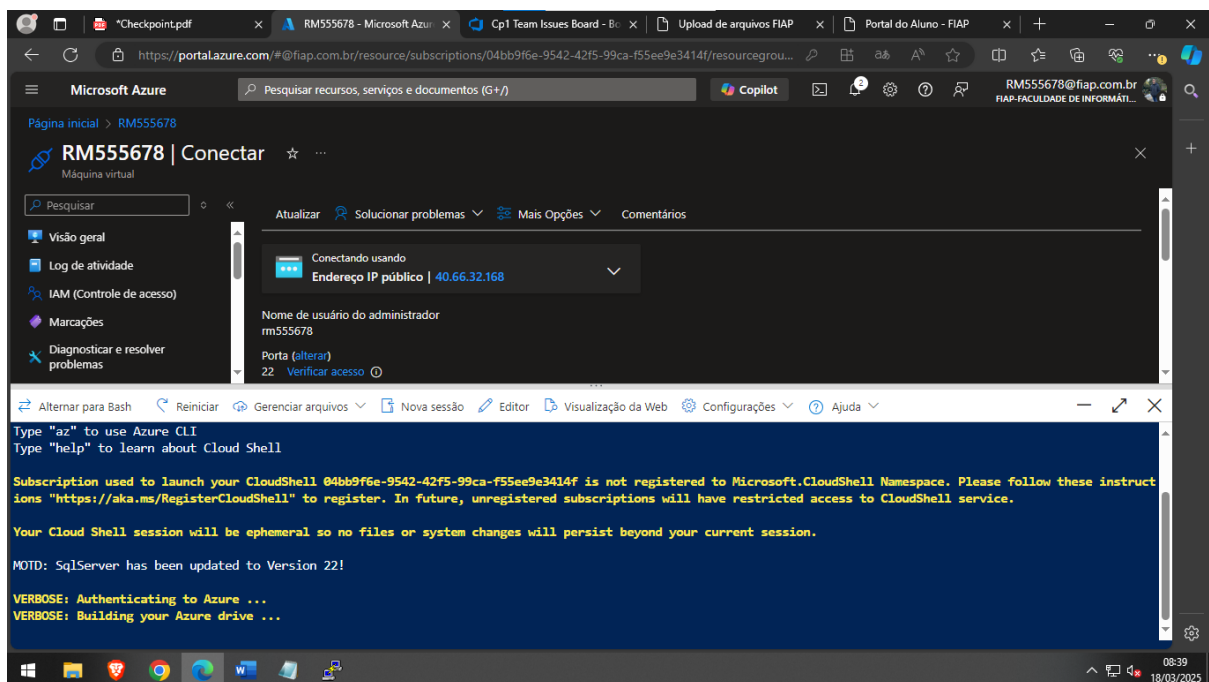 *Checkpoint.pdf
RM555678 - Microsoft Azur
Cp1 Team Issues Board - Bo
Upload de arquivos FIAP
Portal do Aluno - FIAP
https://portal.azure.com/#@fiap.com.br/resource/subscriptions/04bb9f6e-9542-42f5-99ca-f55ee9e3414f/resourcegrou...
Microsoft Azure
Pesquisar recursos, serviços e documentos (G+/)
Copilot
2
RM555678@fiap.com.br
FIAP-FACULDADE DE INFORMÁTI...
Página inicial > RM555678
RM555678 | Conectar
Máquina virtual
Pesquisar
Atualizar Solucionar problemas Mais Opções Comentários
Visão geral
Log de atividade
IAM (Controle de acesso)
Marcações
Diagnosticar e resolver
problemas
Conectando usando
Endereço IP público | 40.66.32.168
Nome de usuário do administrador
rm555678
Porta (alterar)
22 Verificar acesso
Alternar para Bash Reiniciar Gerenciar arquivos Nova sessão Editor Visualização da Web Configurações Ajuda
Type "az" to use Azure CLI
Type "help" to learn about Cloud Shell
Subscription used to launch your CloudShell 04bb9f6e-9542-42f5-99ca-f55ee9e3414f is not registered to Microsoft.CloudShell Namespace. Please follow these instruct
ions "https://aka.ms/RegisterCloudShell" to register. In future, unregistered subscriptions will have restricted access to CloudShell service.
Your Cloud Shell session will be ephemeral so no files or system changes will persist beyond your current session.
MOTD: SqlServer has been updated to Version 22!
VERBOSE: Authenticating to Azure ...
VERBOSE: Building your Azure drive ...
08:39
18/03/2025